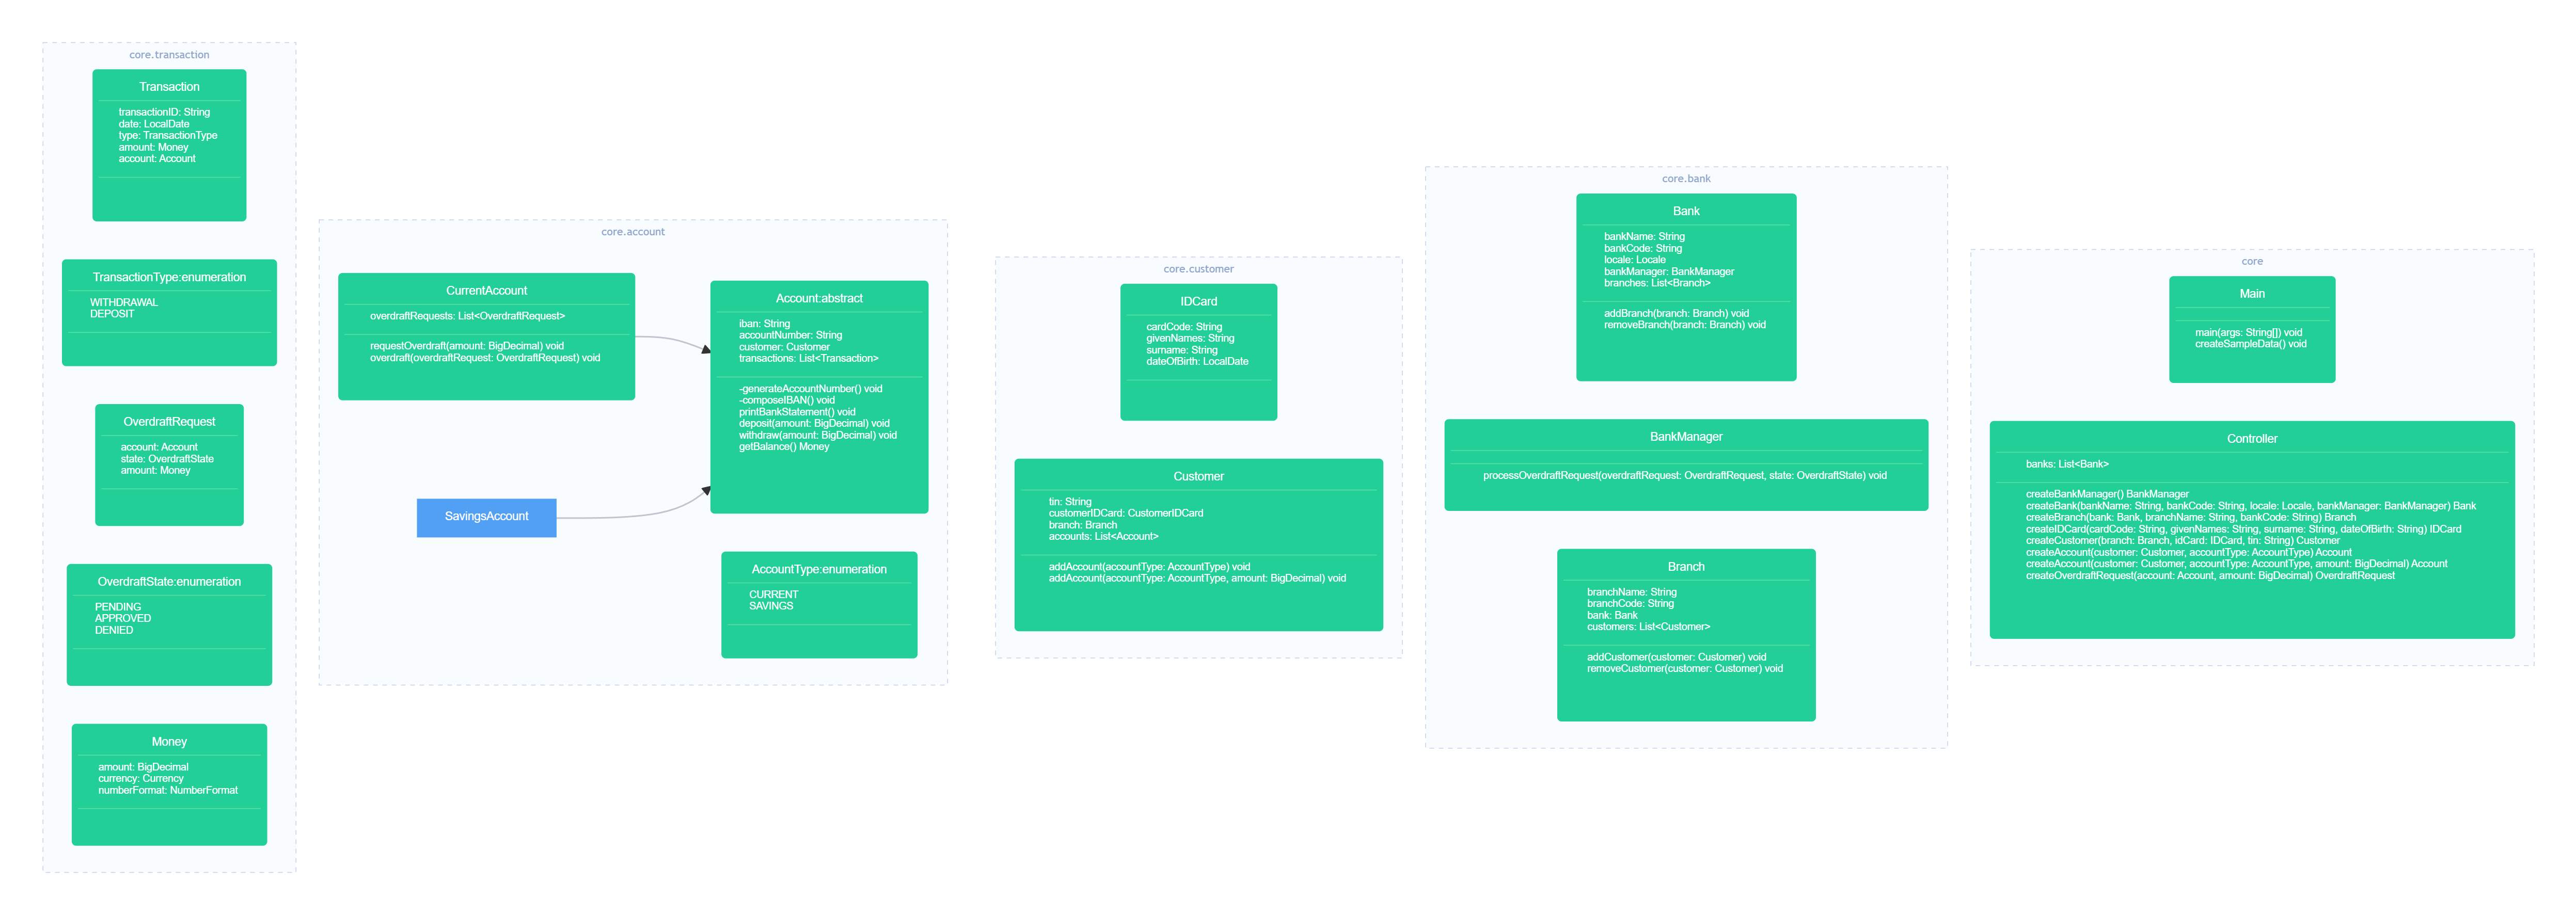 core.transaction
Transaction
transactionID: String
date: LocalDate
type: TransactionType
amount: Money
account: Account
TransactionType:enumeration
WITHDRAWAL
DEPOSIT
OverdraftRequest
account: Account
state: OverdraftState
amount: Money
OverdraftState:enumeration
PENDING
APPROVED
DENIED
Money
amount: BigDecimal
currency: Currency
numberFormat: NumberFormat
core.account
CurrentAccount
overdraftRequests: List<OverdraftRequest>
requestOverdraft(amount: BigDecimal) void
overdraft(overdraftRequest: OverdraftRequest) void
SavingsAccount
Account:abstract
iban: String
accountNumber: String
customer: Customer
transactions: List<Transaction>
-generateAccountNumber() void
-composeIBAN() void
printBankStatement() void
deposit(amount: BigDecimal) void
withdraw(amount: BigDecimal) void
getBalance() Money
AccountType:enumeration
CURRENT
SAVINGS
core.customer
IDCard
cardCode: String
givenNames: String
surname: String
dateOfBirth: LocalDate
Customer
tin: String
customerIDCard: CustomerIDCard
branch: Branch
accounts: List<Account>
addAccount(accountType: AccountType) void
addAccount(accountType: AccountType, amount: BigDecimal) void
core.bank
Bank
bankName: String
bankCode: String
locale: Locale
bankManager: BankManager
branches: List<Branch>
addBranch(branch: Branch) void
removeBranch(branch: Branch) void
BankManager
processOverdraftRequest(overdraftRequest: OverdraftRequest, state: OverdraftState) void
Branch
branchName: String
branchCode: String
bank: Bank
customers: List<Customer>
addCustomer(customer: Customer) void
removeCustomer(customer: Customer) void
core
Main
main(args: String[]) void
createSampleData() void
Controller
banks: List<Bank>
createBankManager() BankManager
createBank(bankName: String, bankCode: String, locale: Locale, bankManager: BankManager) Bank
createBranch(bank: Bank, branchName: String, bankCode: String) Branch
createIDCard(cardCode: String, givenNames: String, surname: String, dateOfBirth: String) IDCard
createCustomer(branch: Branch, idCard: IDCard, tin: String) Customer
createAccount(customer: Customer, accountType: AccountType) Account
createAccount(customer: Customer, accountType: AccountType, amount: BigDecimal) Account
createOverdraftRequest(account: Account, amount: BigDecimal) OverdraftRequest